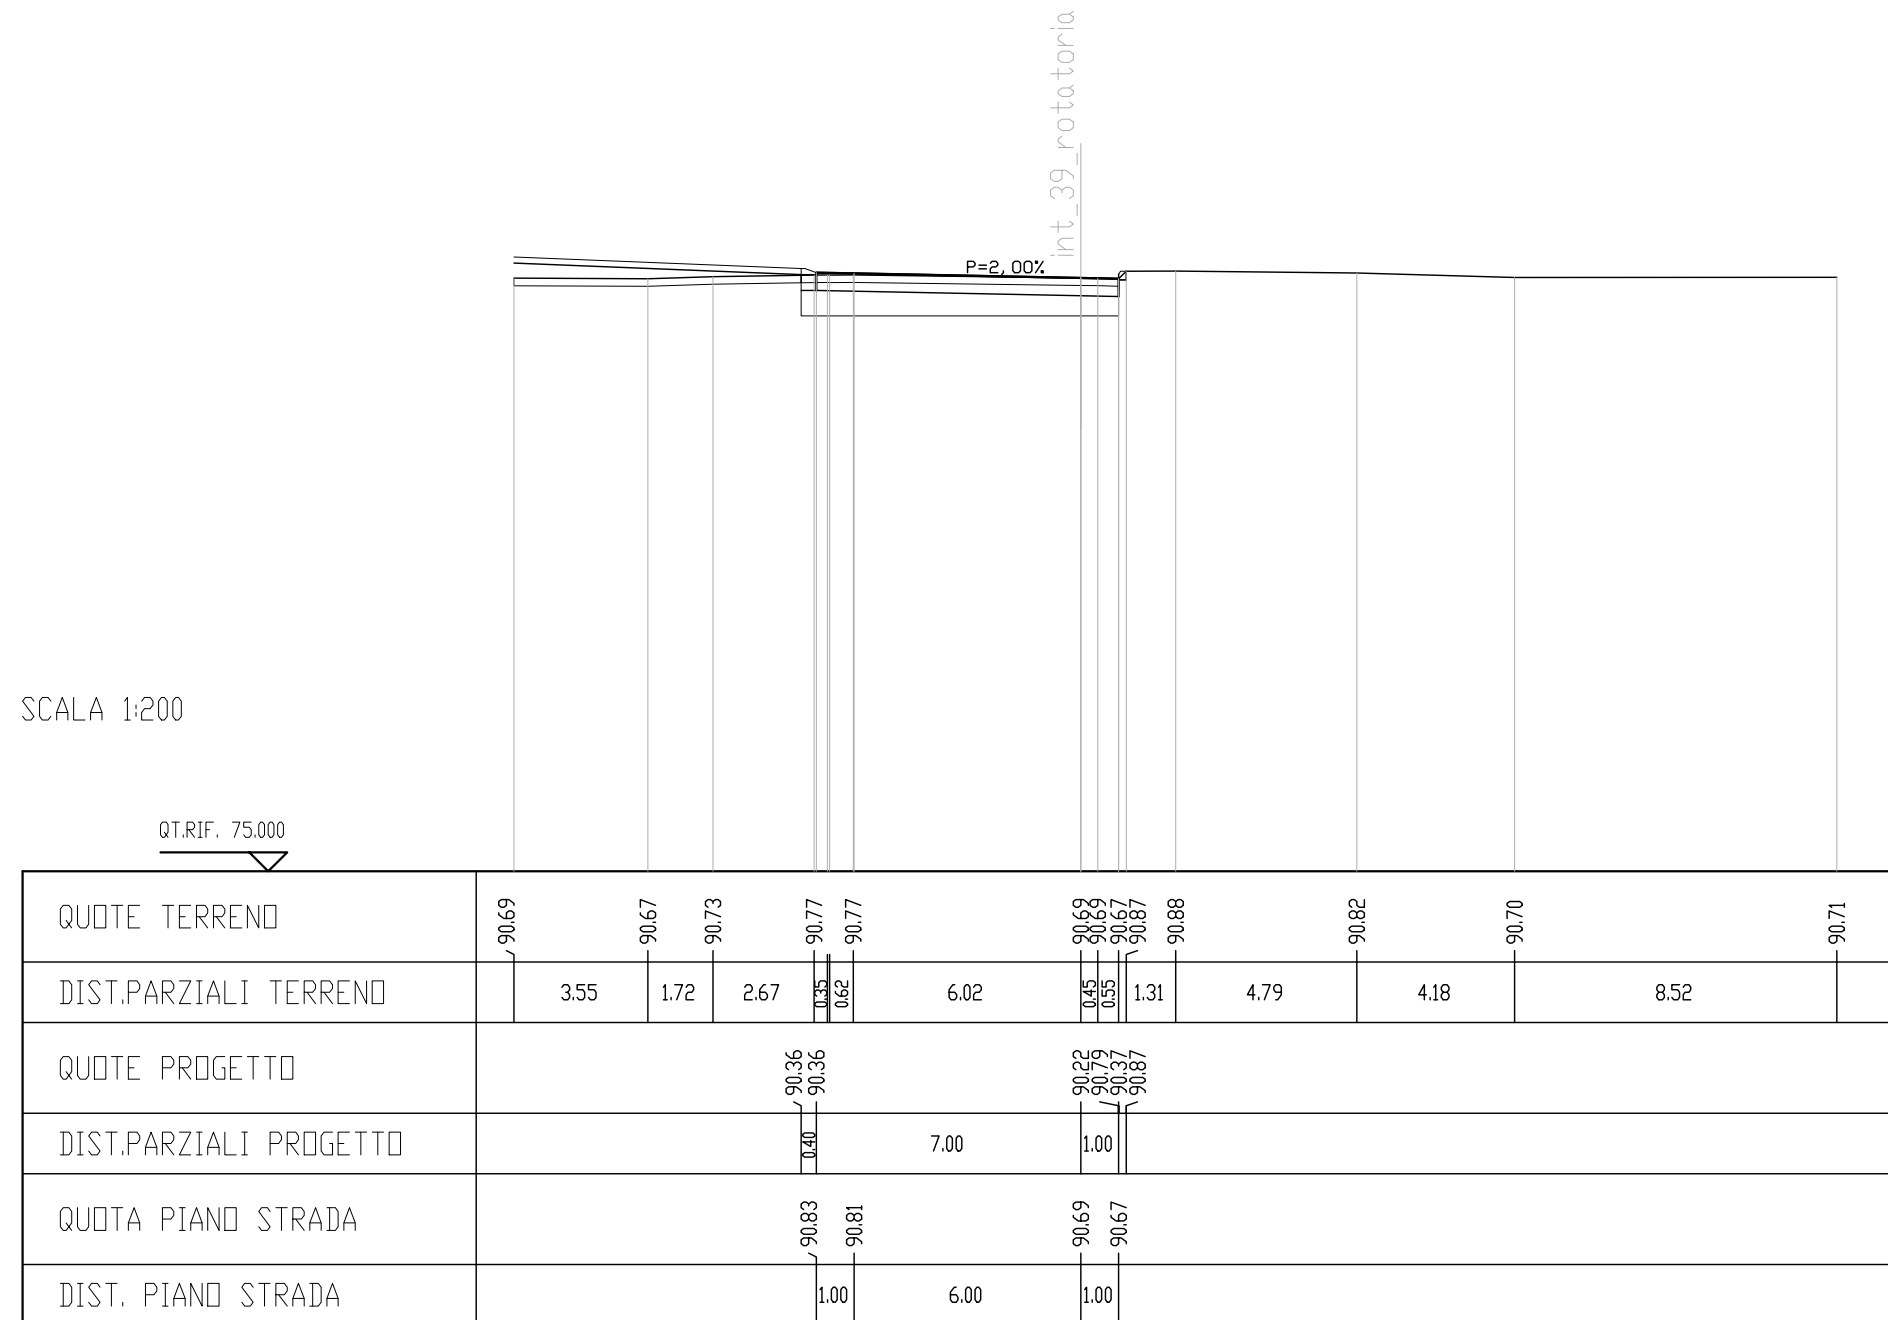 int_39_rotatoria
P=2,00%
SCALA 1:200
QT.RIF. 75.000
QUOTE TERRENO
90.69 90.67 90.73 90.77 90.77 90.69 90.69 90.67 90.87 90.88 90.82 90.70 90.71
DIST.PARZIALI TERRENO
3.55 1.72 2.67 0.35 0.62 6.02 0.45 0.55 1.31 4.79 4.18 8.52
QUOTE PROGETTO
90.36 90.36 90.22 90.79 90.37 90.87
DIST.PARZIALI PROGETTO
0.40 7.00 1.00
QUOTA PIANO STRADA
90.83 90.81 90.69 90.67
DIST. PIANO STRADA
1.00 6.00 1.00